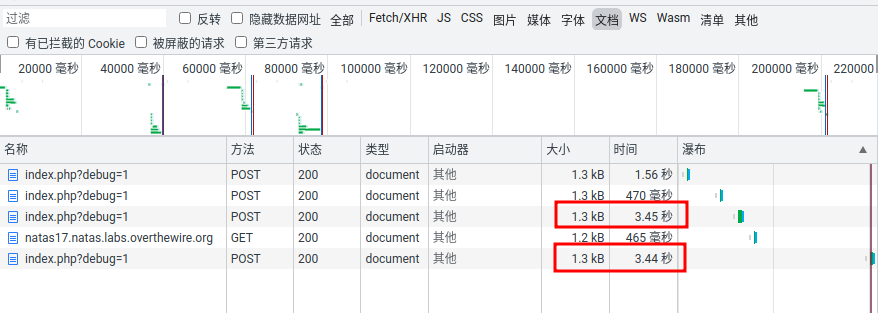 过滤 反转 隐藏数据网址 全部 Fetch/XHR JS CSS 图片 媒体 字体 文档 WS Wasm 清单 其他
有已拦截的 Cookie 被屏蔽的请求 第三方请求
20000 毫秒 40000 毫秒 60000 毫秒 80000 毫秒 100000 毫秒 120000 毫秒 140000 毫秒 160000 毫秒 180000 毫秒 200000 毫秒 220000
名称 方法 状态 类型 启动器 大小 时间 瀑布
index.php?debug=1 POST 200 document 其他 1.3 kB 1.56 秒
index.php?debug=1 POST 200 document 其他 1.3 kB 470 毫秒
index.php?debug=1 POST 200 document 其他 1.3 kB 3.45 秒
natas17.natas.labs.overthewire.org GET 200 document 其他 1.2 kB 465 毫秒
index.php?debug=1 POST 200 document 其他 1.3 kB 3.44 秒